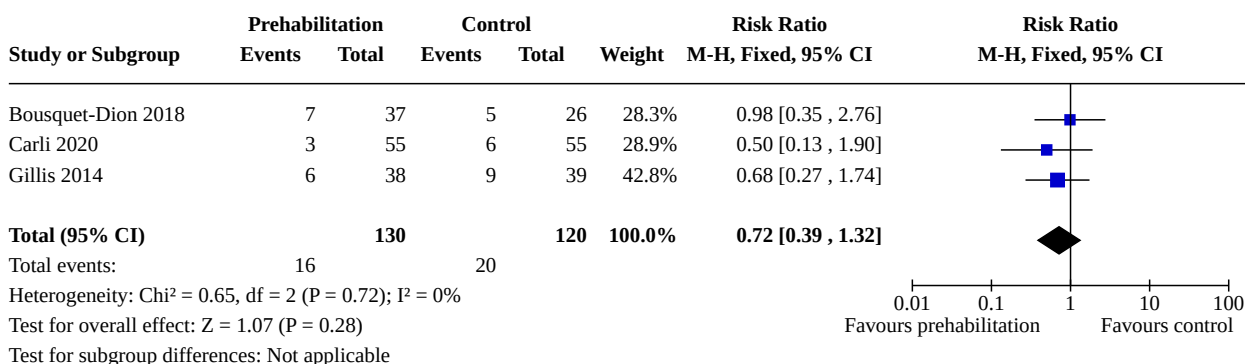 Prehabilitation Control Risk Ratio Risk Ratio
Study or Subgroup Events Total Events Total Weight M-H, Fixed, 95% CI M-H, Fixed, 95% CI
Bousquet-Dion 2018 7 37 5 26 28.3% 0.98 [0.35 , 2.76]
Carli 2020 3 55 6 55 28.9% 0.50 [0.13 , 1.90]
Gillis 2014 6 38 9 39 42.8% 0.68 [0.27 , 1.74]
Total (95% CI) 130 120 100.0% 0.72 [0.39 , 1.32]
Total events: 16 20
Heterogeneity: Chi² = 0.65, df = 2 (P = 0.72); I² = 0%
0.01 0.1 1 10 100
Test for overall effect: Z = 1.07 (P = 0.28)
Favours prehabilitation Favours control
Test for subgroup differences: Not applicable